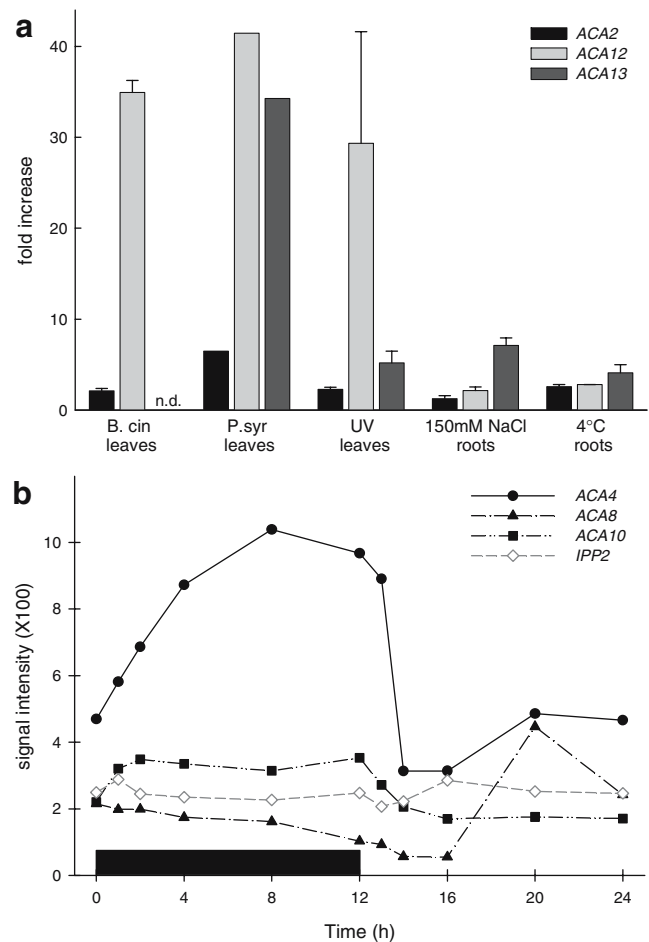 a
ACA2
ACA12
ACA13
40
30
20
10
0
fold increase
n.d.
B. cin
leaves
P.syr
leaves
UV
leaves
150mM NaCl
roots
4°C
roots
b
ACA4
ACA8
ACA10
IPP2
10
8
6
4
2
0
signal intensity (X100)
0 4 8 12 16 20 24
Time (h)